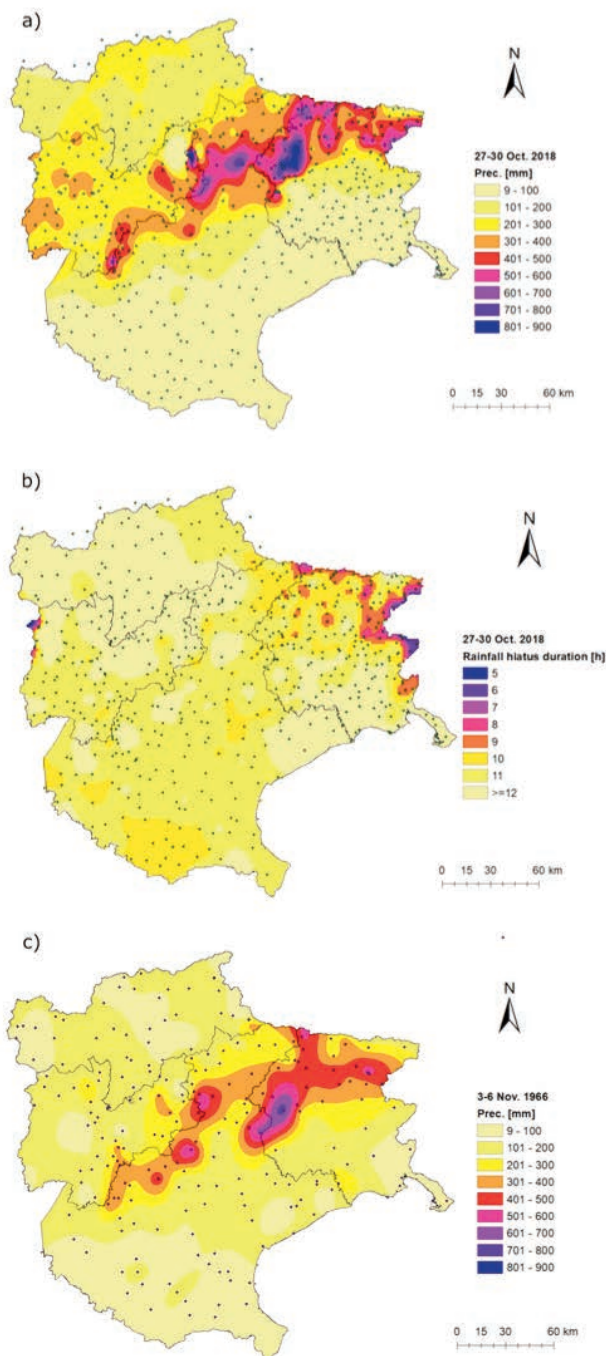 a)
N
27-30 Oct. 2018
Prec. [mm]
9 - 100
101 - 200
201 - 300
301 - 400
401 - 500
501 - 600
601 - 700
701 - 800
801 - 900
0 15 30 60 km
b)
N
27-30 Oct. 2018
Rainfall hiatus duration [h]
5
6
7
8
9
10
11
>=12
0 15 30 60 km
c)
N
3-6 Nov. 1966
Prec. [mm]
9 - 100
101 - 200
201 - 300
301 - 400
401 - 500
501 - 600
601 - 700
701 - 800
801 - 900
0 15 30 60 km